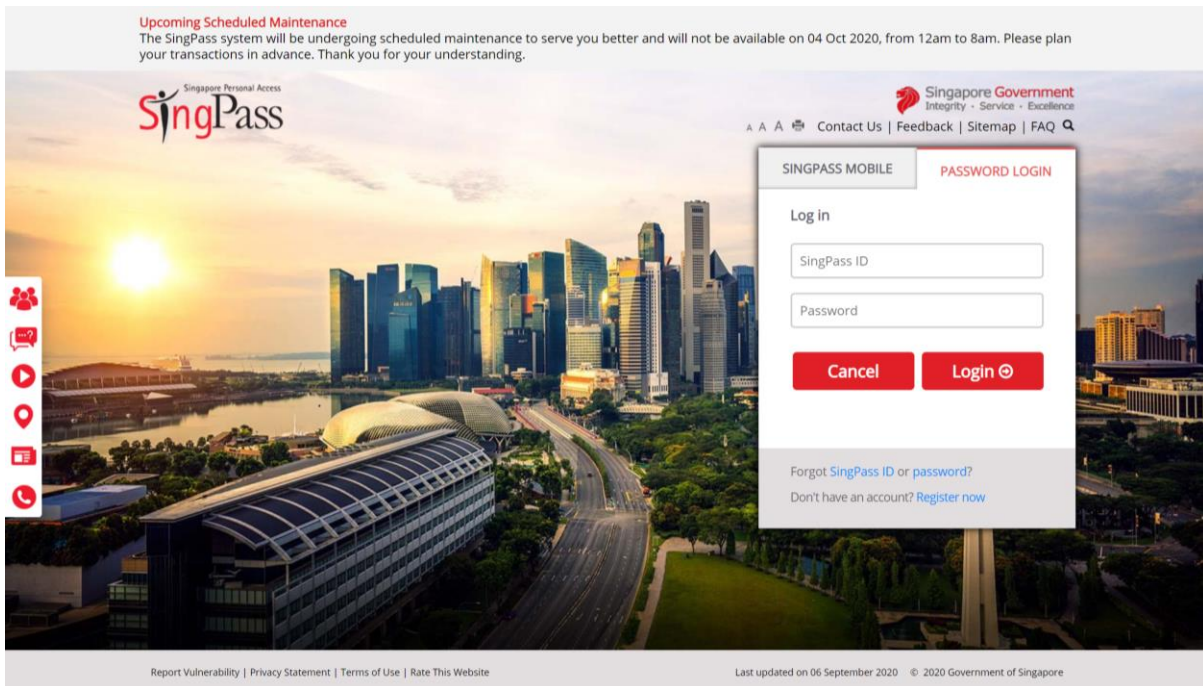 Upcoming Scheduled Maintenance
The SingPass system will be undergoing scheduled maintenance to serve you better and will not be available on 04 Oct 2020, from 12am to 8am. Please plan
your transactions in advance. Thank you for your understanding.
Singapore Personal Access
SingPass
Singapore Government
Integrity · Service · Excellence
A A A Contact Us | Feedback | Sitemap | FAQ
SINGPASS MOBILE
PASSWORD LOGIN
Log in
SingPass ID
Password
Cancel
Login
Forgot SingPass ID or password?
Don't have an account? Register now
Report Vulnerability | Privacy Statement | Terms of Use | Rate This Website
Last updated on 06 September 2020 © 2020 Government of Singapore